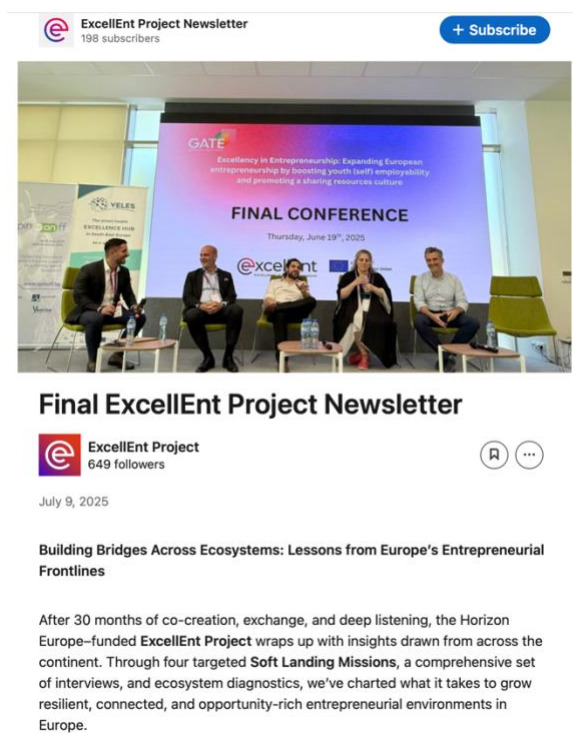 ExcellEnt Project Newsletter
198 subscribers
+ Subscribe
GATE
Excellency in Entrepreneurship: Expanding European
entrepreneurship by boosting youth (self) employability
and promoting a sharing resources culture
FINAL CONFERENCE
Thursday, June 19th, 2025
VELES
EXCELLENCE HUB
Final ExcellEnt Project Newsletter
ExcellEnt Project
649 followers
July 9, 2025
Building Bridges Across Ecosystems: Lessons from Europe's Entrepreneurial
Frontlines
After 30 months of co-creation, exchange, and deep listening, the Horizon
Europe–funded ExcellEnt Project wraps up with insights drawn from across the
continent. Through four targeted Soft Landing Missions, a comprehensive set
of interviews, and ecosystem diagnostics, we've charted what it takes to grow
resilient, connected, and opportunity-rich entrepreneurial environments in
Europe.